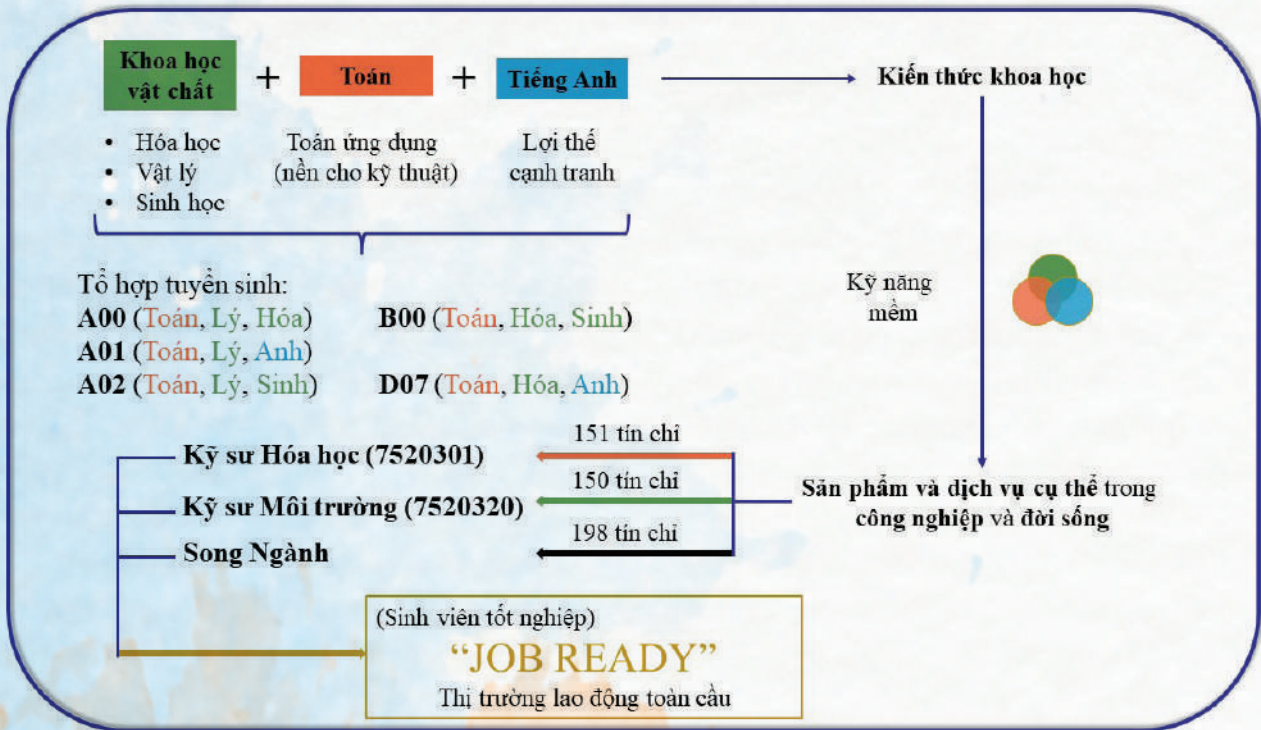 Khoa học
vật chất
+
Toán
+
Tiếng Anh
Kiến thức khoa học
• Hóa học
• Vật lý
• Sinh học
Toán ứng dụng
(nền cho kỹ thuật)
Lợi thế
cạnh tranh
Tổ hợp tuyển sinh:
A00 (Toán, Lý, Hóa)
B00 (Toán, Hóa, Sinh)
A01 (Toán, Lý, Anh)
A02 (Toán, Lý, Sinh)
D07 (Toán, Hóa, Anh)
Kỹ năng
mềm
Kỹ sư Hóa học (7520301)
151 tín chỉ
Kỹ sư Môi trường (7520320)
150 tín chỉ
Song Ngành
198 tín chỉ
Sản phẩm và dịch vụ cụ thể trong
công nghiệp và đời sống
(Sinh viên tốt nghiệp)
“JOB READY”
Thị trường lao động toàn cầu